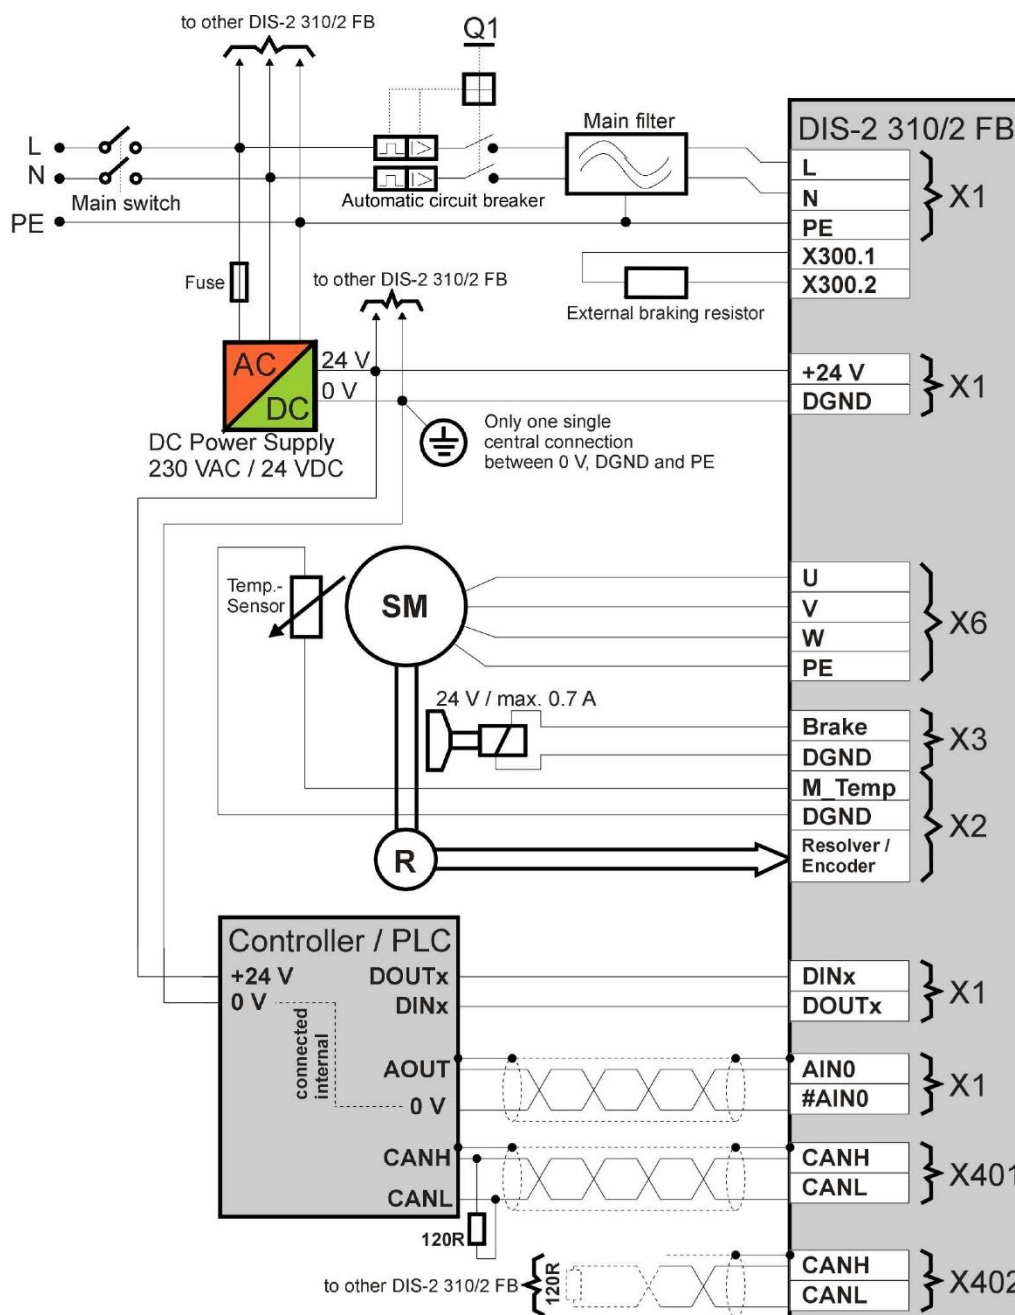 to other DIS-2 310/2 FB
Q1
DIS-2 310/2 FB
Main filter
L
N
Main switch
Automatic circuit breaker
PE
L
N
PE
X1
X300.1
X300.2
Fuse
to other DIS-2 310/2 FB
External braking resistor
AC
DC
24 V
0 V
+24 V
DGND
X1
DC Power Supply
230 VAC / 24 VDC
Only one single
central connection
between 0 V, DGND and PE
Temp.-
Sensor
SM
U
V
W
PE
X6
24 V / max. 0.7 A
Brake
DGND
X3
M_Temp
DGND
Resolver /
Encoder
X2
R
Controller / PLC
+24 V
0 V
DOUTx
DINx
connected
internal
AOUT
0 V
CANH
CANL
DINx
DOUTx
X1
AIN0
#AIN0
X1
CANH
CANL
X401
120R
to other DIS-2 310/2 FB
120R
CANH
CANL
X402